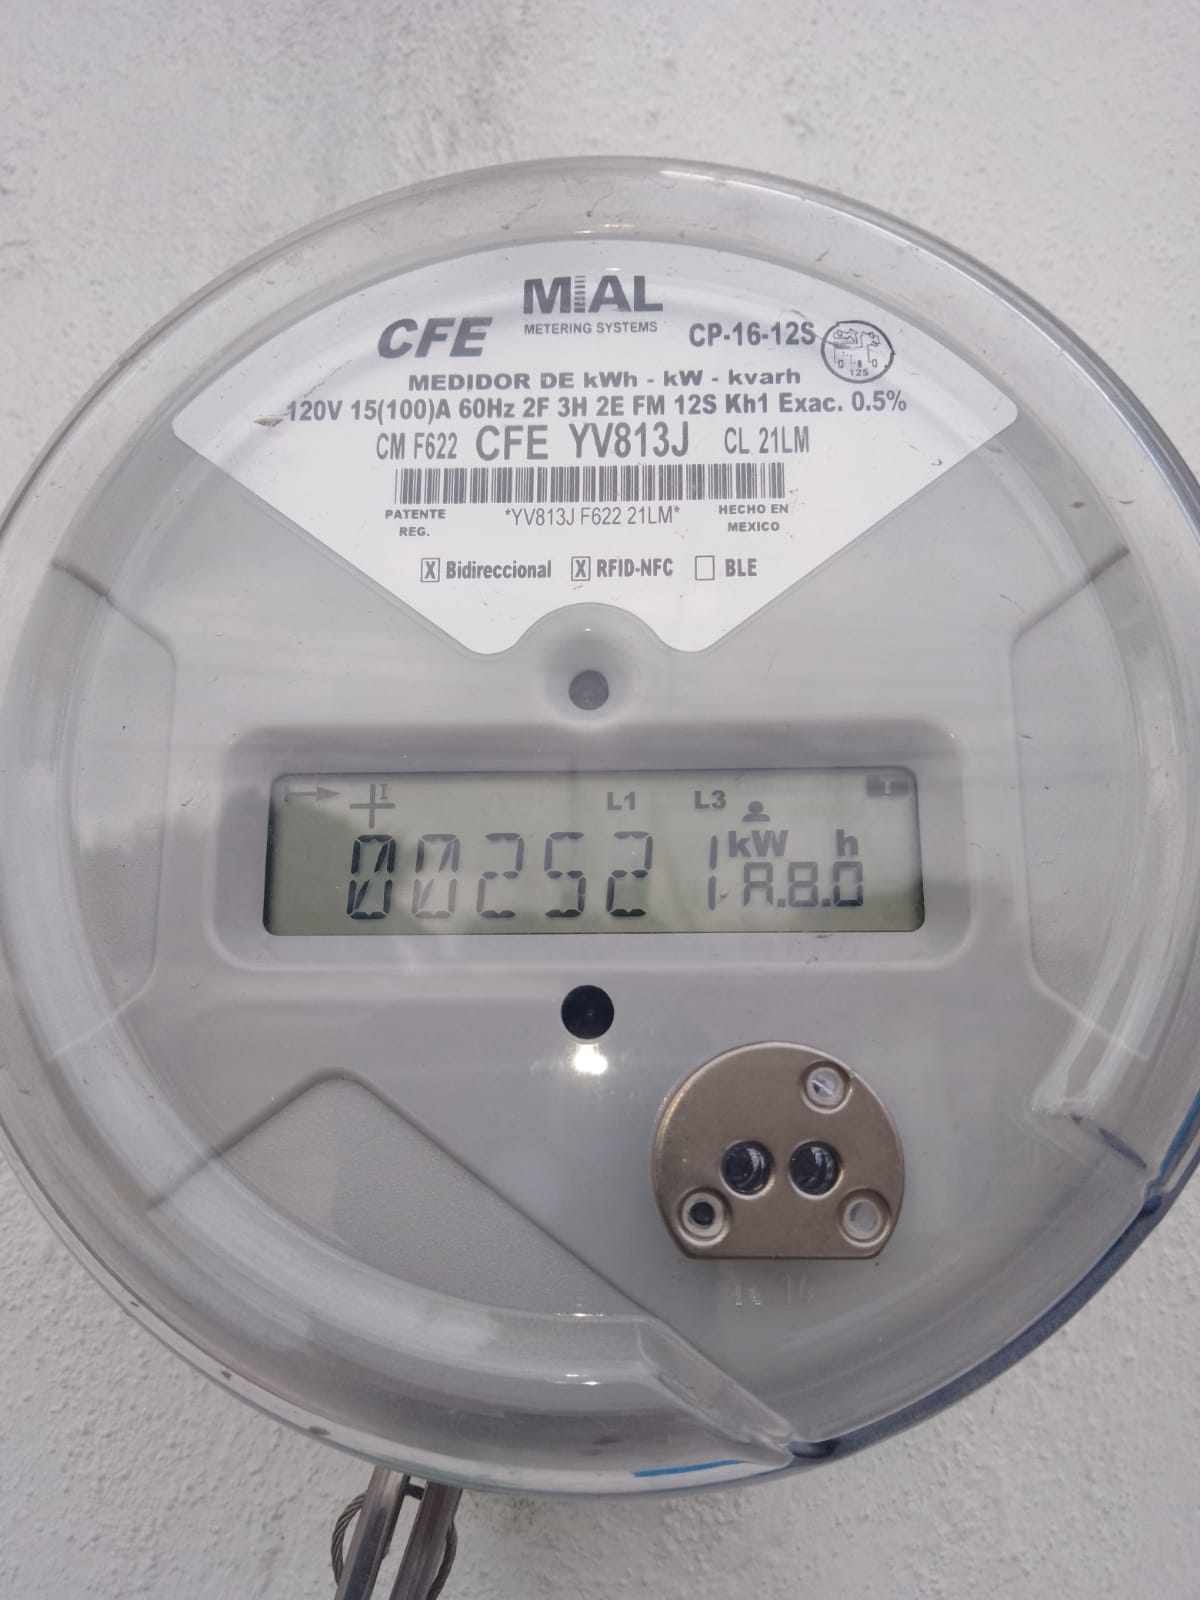 MIAL
METERING SYSTEMS
CFE
CP-16-12S
12S
MEDIDOR DE kWh - kW - kvarh
120V 15(100)A 60Hz 2F 3H 2E FM 12S Kh1 Exac. 0.5%
CM F622 CFE YV813J CL 21LM
PATENTE REG.
*YV813J F622 21LM*
HECHO EN MEXICO
X Bidireccional X RFID-NFC BLE
L1 L3
00252 1 kW h
A.8.0